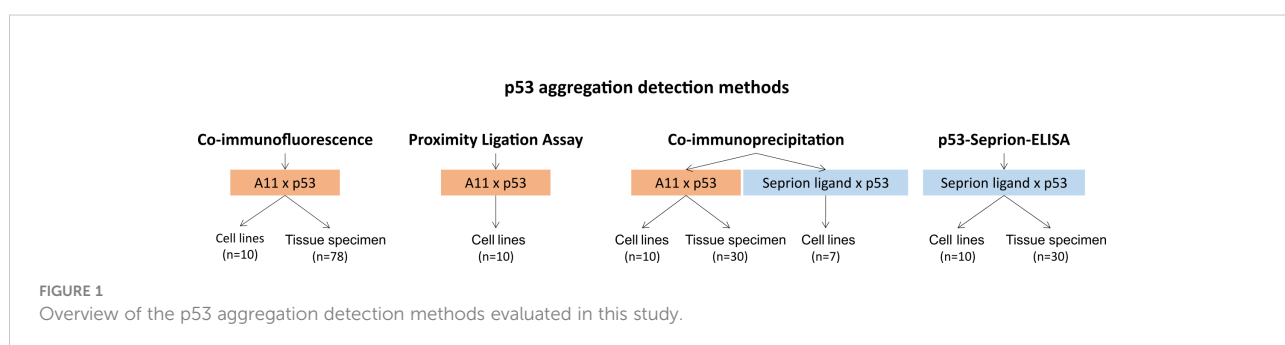 p53 aggregation detection methods
Co-immunofluorescence Proximity Ligation Assay Co-immunoprecipitation p53-Seprion-ELISA
A11 x p53 A11 x p53 A11 x p53 Seprion ligand x p53 Seprion ligand x p53
Cell lines Tissue specimen Cell lines Cell lines Tissue specimen Cell lines Cell lines Tissue specimen
(n=10) (n=78) (n=10) (n=10) (n=30) (n=7) (n=10) (n=30)
FIGURE 1
Overview of the p53 aggregation detection methods evaluated in this study.